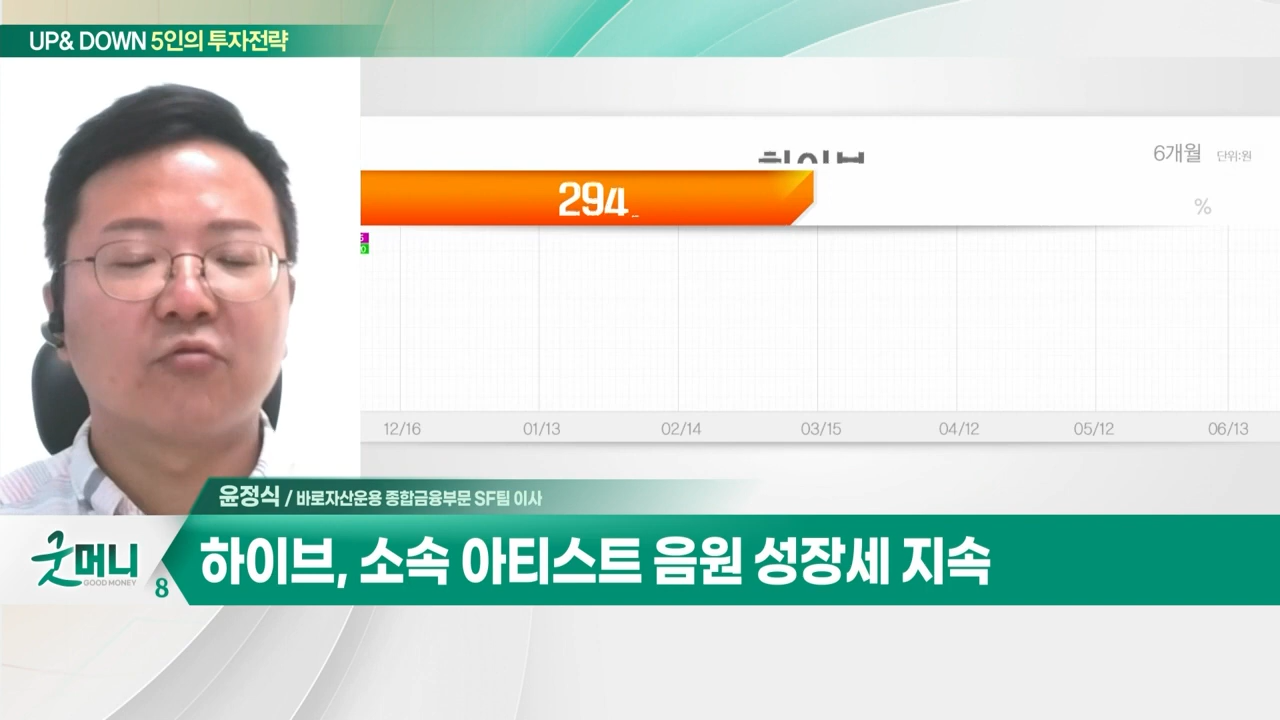 UP& DOWN 5인의 투자전략
하이브
6개월 단위:원
294
%
12/16 01/13 02/14 03/15 04/12 05/12 06/13
윤정식 / 바로자산운용 종합금융부문 SF팀 이사
굿머니
GOOD MONEY
8
하이브, 소속 아티스트 음원 성장세 지속